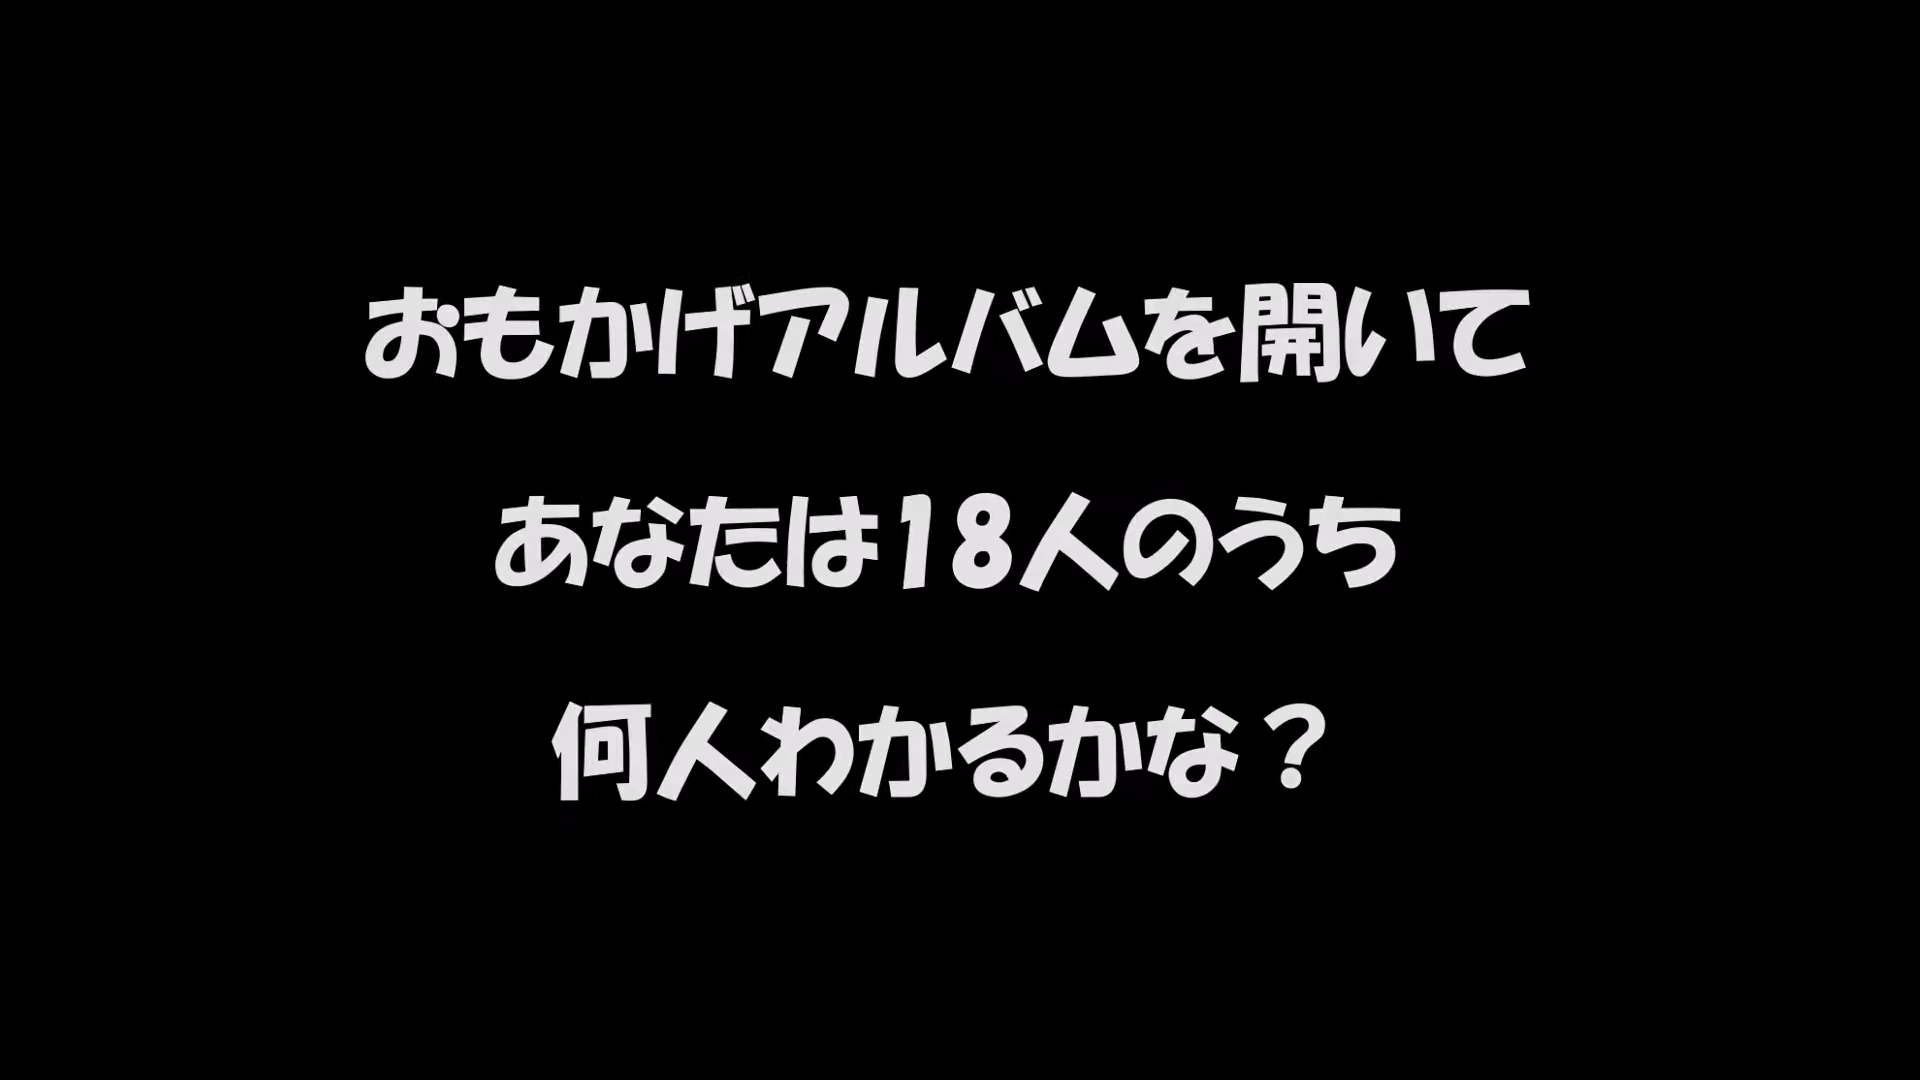 おもかげアルバムを開いて
あなたは18人のうち
何人わかるかな？